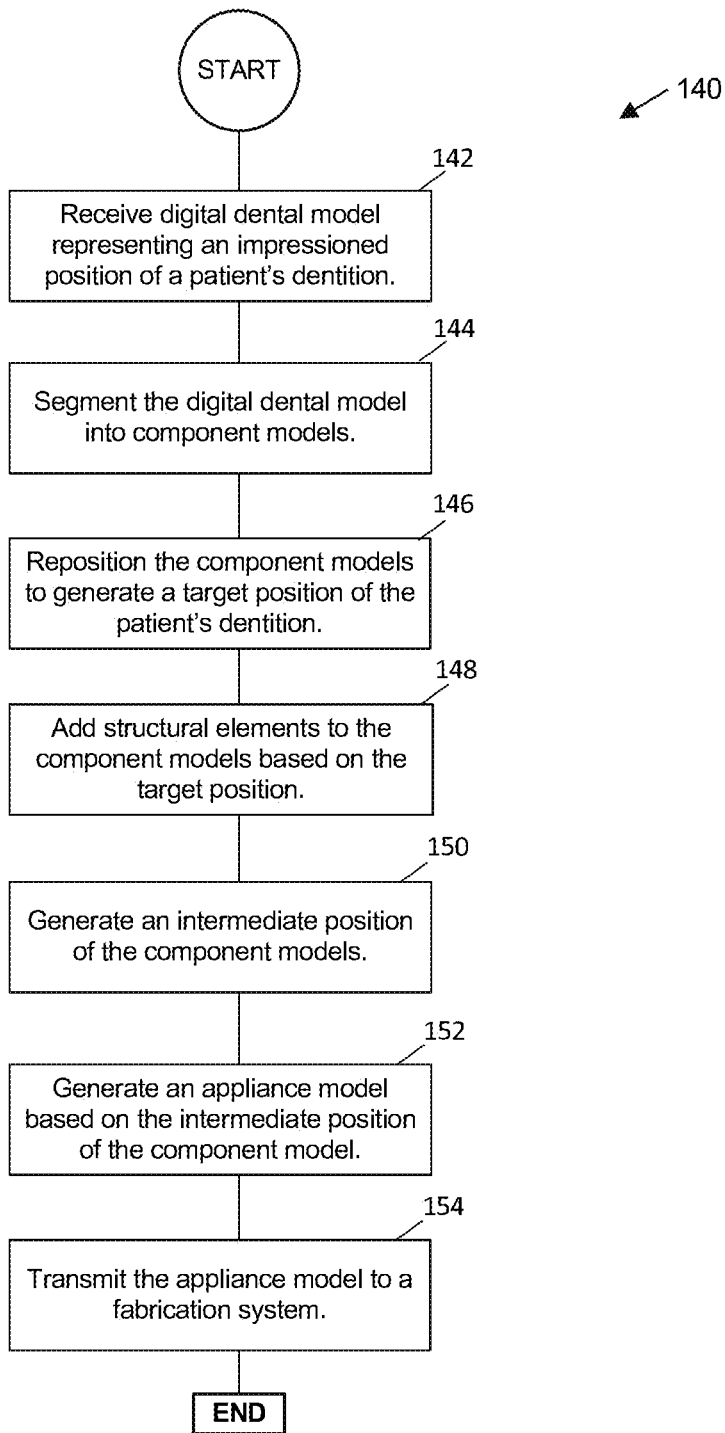 START
140
142
Receive digital dental model
representing an impressioned
position of a patient's dentition.
144
Segment the digital dental model
into component models.
146
Reposition the component models
to generate a target position of the
patient's dentition.
148
Add structural elements to the
component models based on the
target position.
150
Generate an intermediate position
of the component models.
152
Generate an appliance model
based on the intermediate position
of the component model.
154
Transmit the appliance model to a
fabrication system.
END